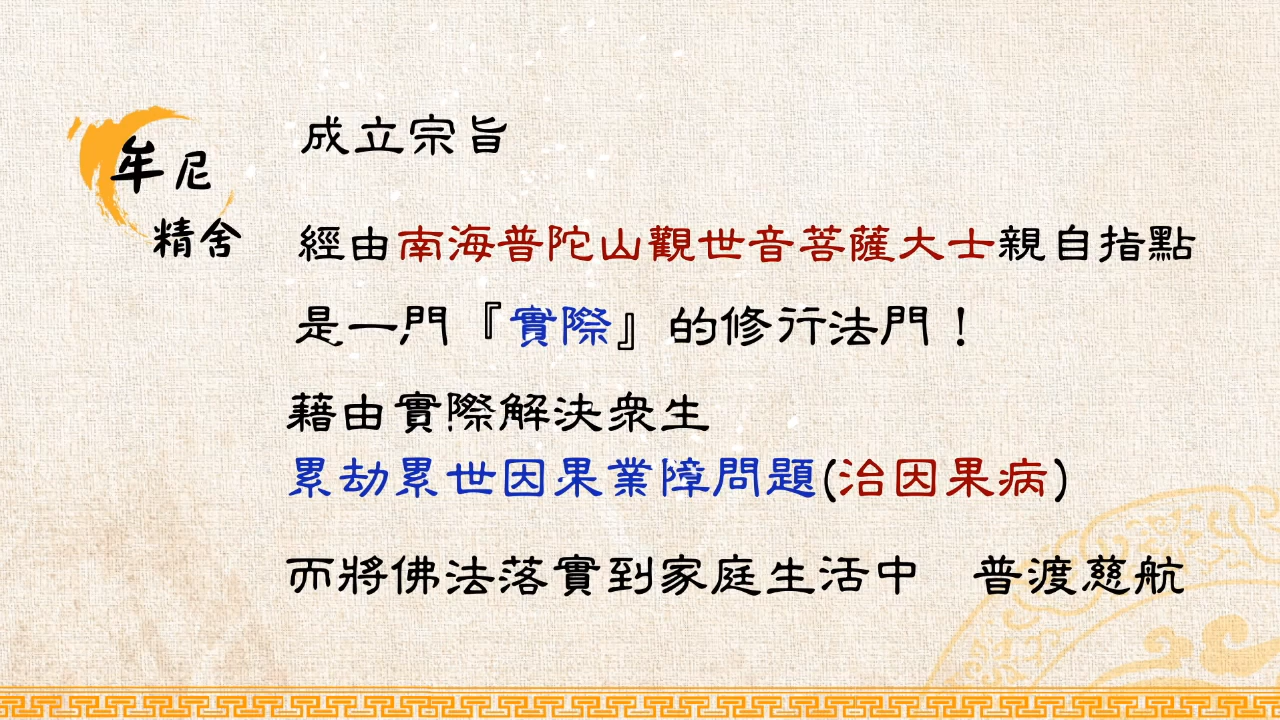 牟尼
精舍
成立宗旨
經由南海普陀山觀世音菩薩大士親自指點
是一門『實際』的修行法門！
藉由實際解決衆生
累劫累世因果業障問題(治因果病)
而將佛法落實到家庭生活中　普渡慈航